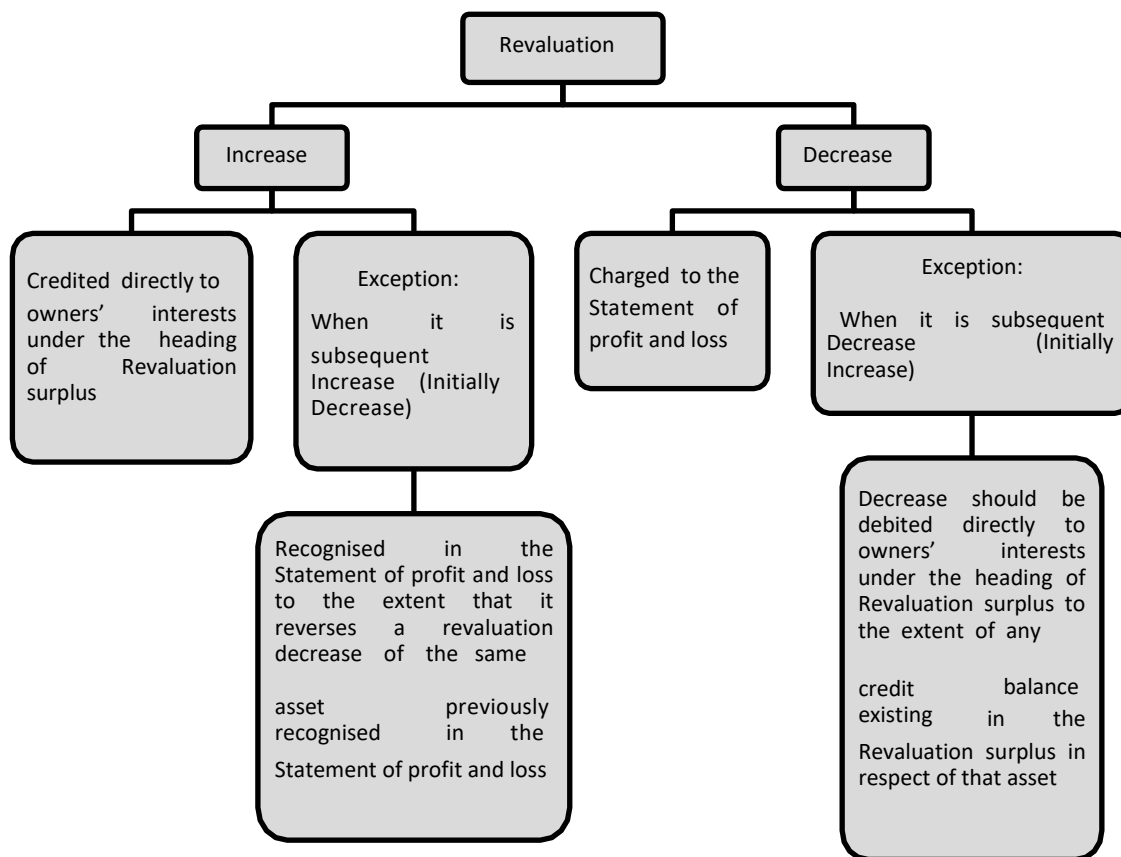 Revaluation
Increase
Decrease
Credited directly to
owners’ interests
under the heading
of Revaluation
surplus
Exception:
When it is
subsequent
Increase (Initially
Decrease)
Charged to the
Statement of
profit and loss
Exception:
When it is subsequent
Decrease (Initially
Increase)
Recognised in the
Statement of profit and loss
to the extent that it
reverses a revaluation
decrease of the same
asset previously
recognised in the
Statement of profit and loss
Decrease should be
debited directly to
owners’ interests
under the heading of
Revaluation surplus to
the extent of any
credit balance
existing in the
Revaluation surplus in
respect of that asset